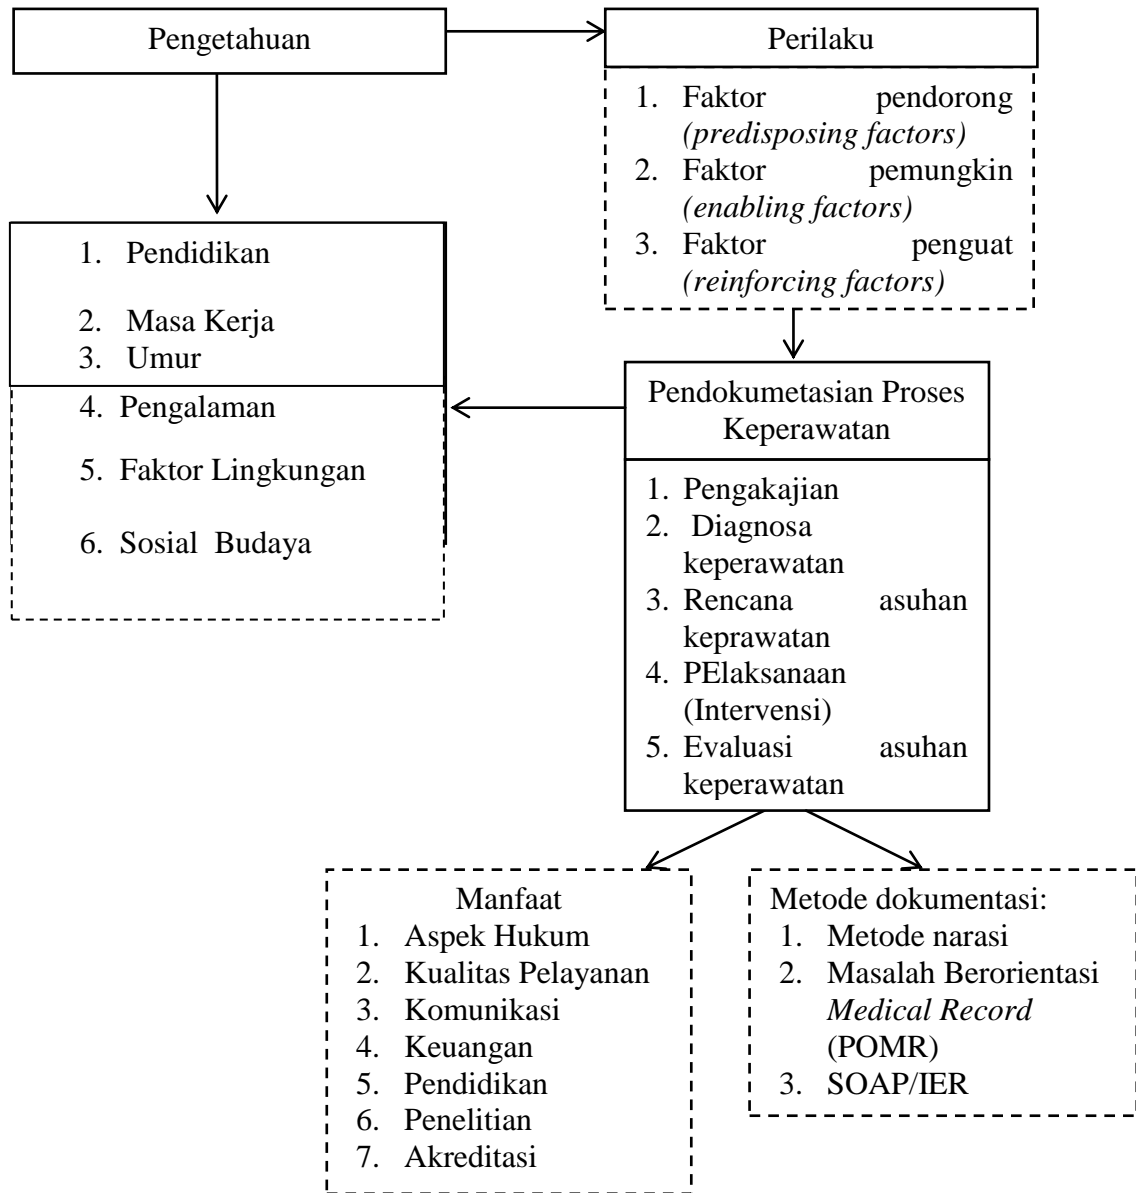 Pengetahuan
Perilaku
1. Faktor pendorong
(predisposing factors)
2. Faktor pemungkin
(enabling factors)
3. Faktor penguat
(reinforcing factors)
1. Pendidikan
2. Masa Kerja
3. Umur
4. Pengalaman
5. Faktor Lingkungan
6. Sosial Budaya
Pendokumetasian Proses
Keperawatan
1. Pengakajian
2. Diagnosa
keperawatan
3. Rencana asuhan
keprawatan
4. PElaksanaan
(Intervensi)
5. Evaluasi asuhan
keperawatan
Manfaat
1. Aspek Hukum
2. Kualitas Pelayanan
3. Komunikasi
4. Keuangan
5. Pendidikan
6. Penelitian
7. Akreditasi
Metode dokumentasi:
1. Metode narasi
2. Masalah Berorientasi
Medical Record
(POMR)
3. SOAP/IER